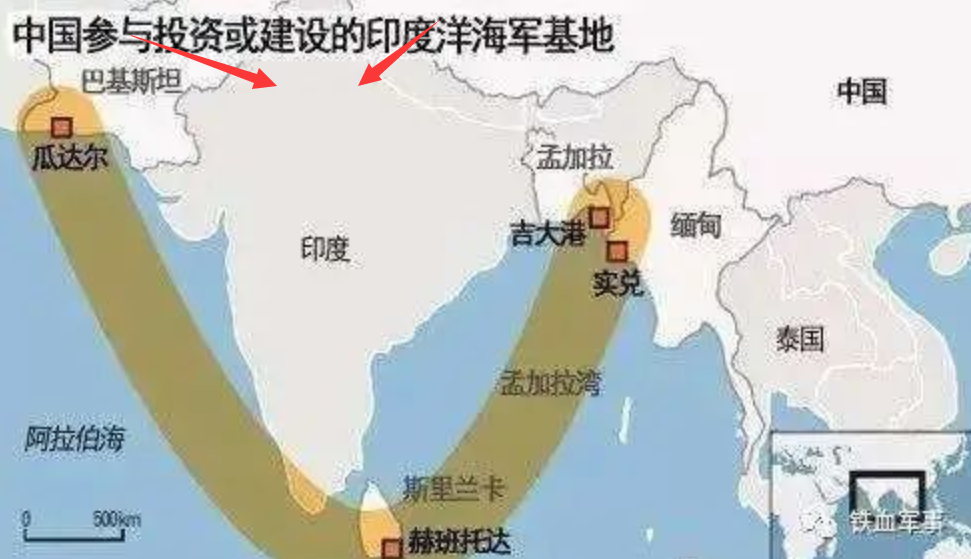 中国参与投资或建设的印度洋海军基地
巴基斯坦
中国
瓜达尔
孟加拉
吉大港
缅甸
印度
实兑
泰国
孟加拉湾
阿拉伯海
斯里兰卡
0 500km
铁血军事
赫班托达